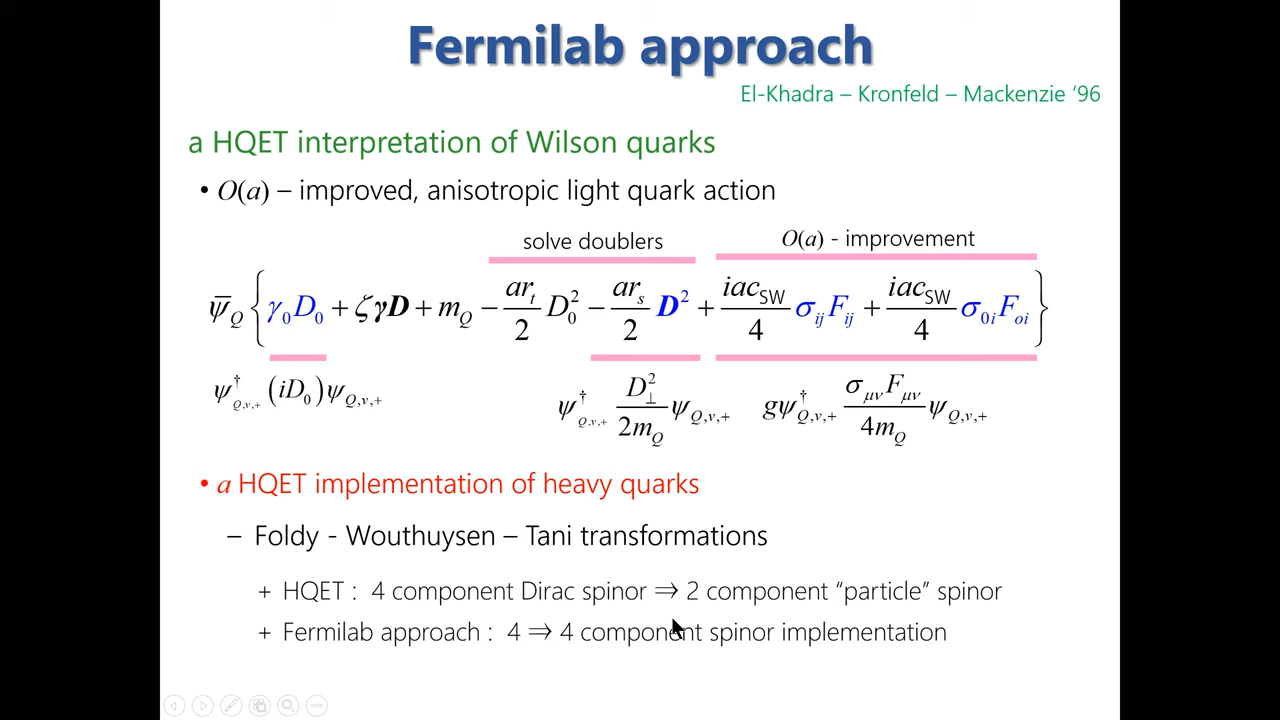 Fermilab approach
El-Khadra – Kronfeld – Mackenzie ‘96
a HQET interpretation of Wilson quarks
• O(a) – improved, anisotropic light quark action
solve doublers O(a) - improvement
ψ̄_Q { γ₀D₀ + ζγD + m_Q − ar_t/2 D₀² − ar_s/2 D² + iac_SW/4 σ_ij F_ij + iac_SW/4 σ_0i F_oi }
ψ†_Q,v,+ (iD₀) ψ_Q,v,+ ψ†_Q,v,+ D²_⊥/2m_Q ψ_Q,v,+ gψ†_Q,v,+ σ_μν F_μν/4m_Q ψ_Q,v,+
• a HQET implementation of heavy quarks
– Foldy - Wouthuysen – Tani transformations
+ HQET : 4 component Dirac spinor ⇒ 2 component “particle” spinor
+ Fermilab approach : 4 ⇒ 4 component spinor implementation